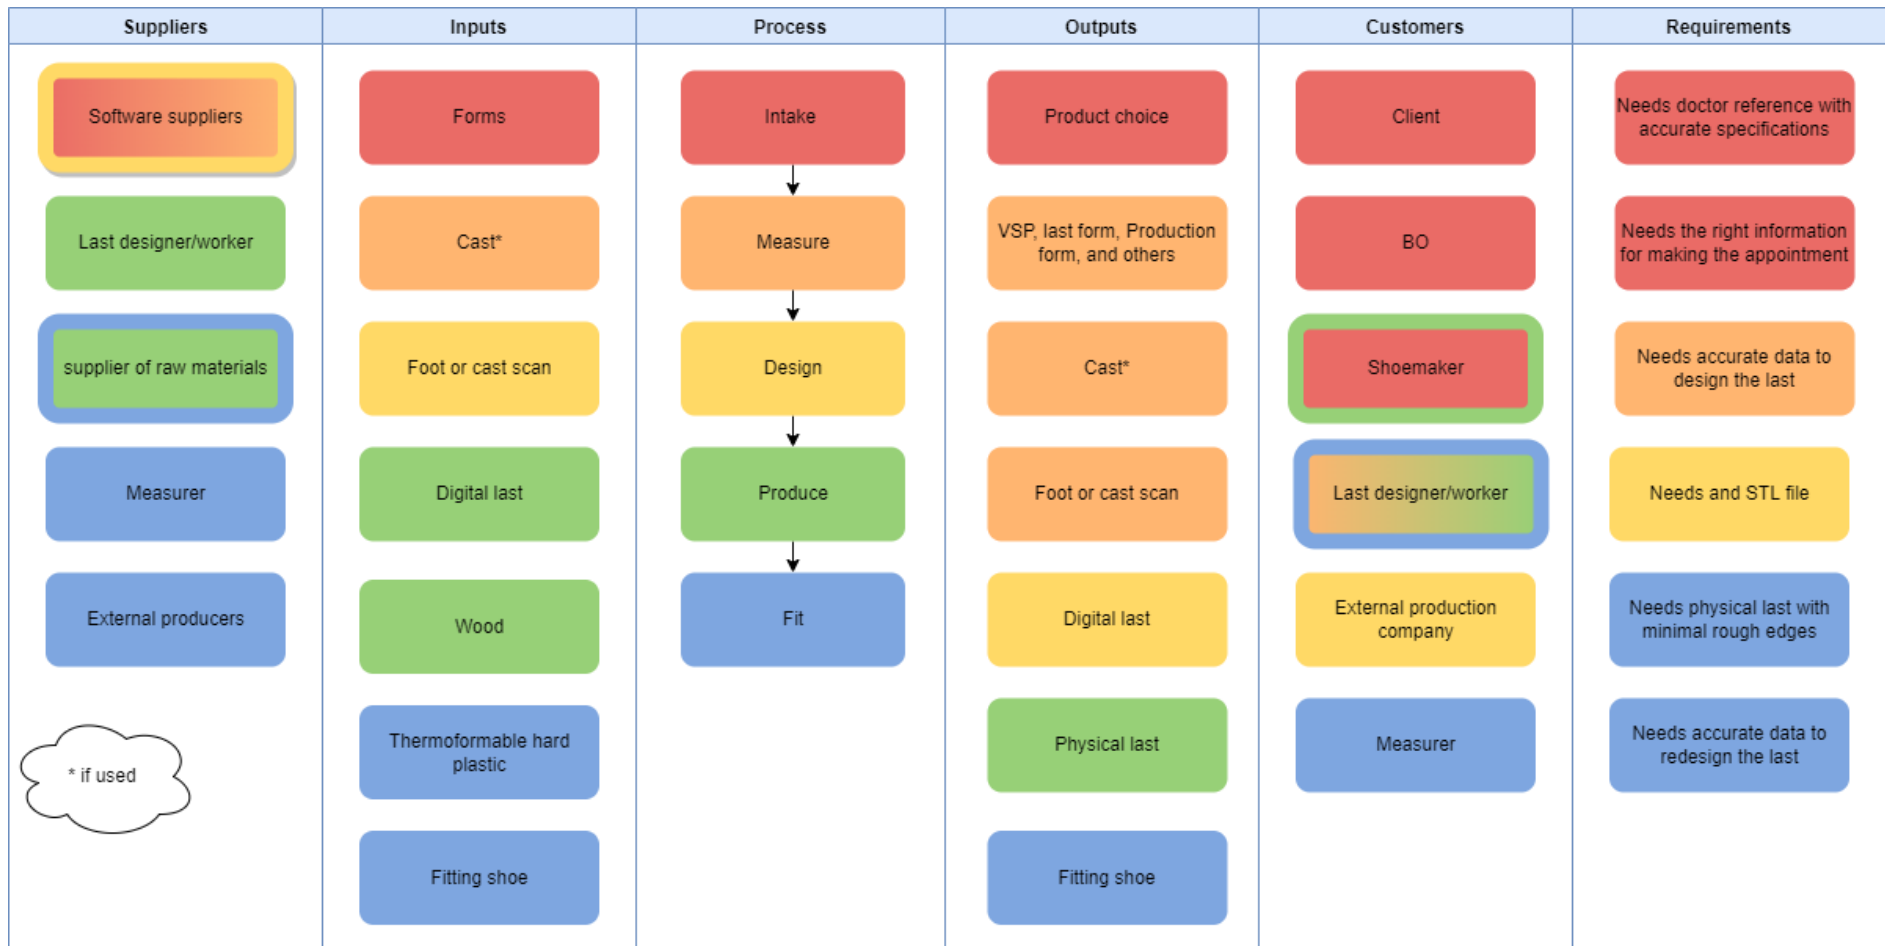 Suppliers
Inputs
Process
Outputs
Customers
Requirements
Software suppliers
Forms
Intake
Product choice
Client
Needs doctor reference with
accurate specifications
Last designer/worker
Cast*
Measure
VSP, last form, Production
form, and others
BO
Needs the right information
for making the appointment
supplier of raw materials
Foot or cast scan
Design
Cast*
Shoemaker
Needs accurate data to
design the last
Measurer
Digital last
Produce
Foot or cast scan
Last designer/worker
Needs and STL file
External producers
Wood
Fit
Digital last
External production
company
Needs physical last with
minimal rough edges
* if used
Thermoformable hard
plastic
Physical last
Measurer
Needs accurate data to
redesign the last
Fitting shoe
Fitting shoe